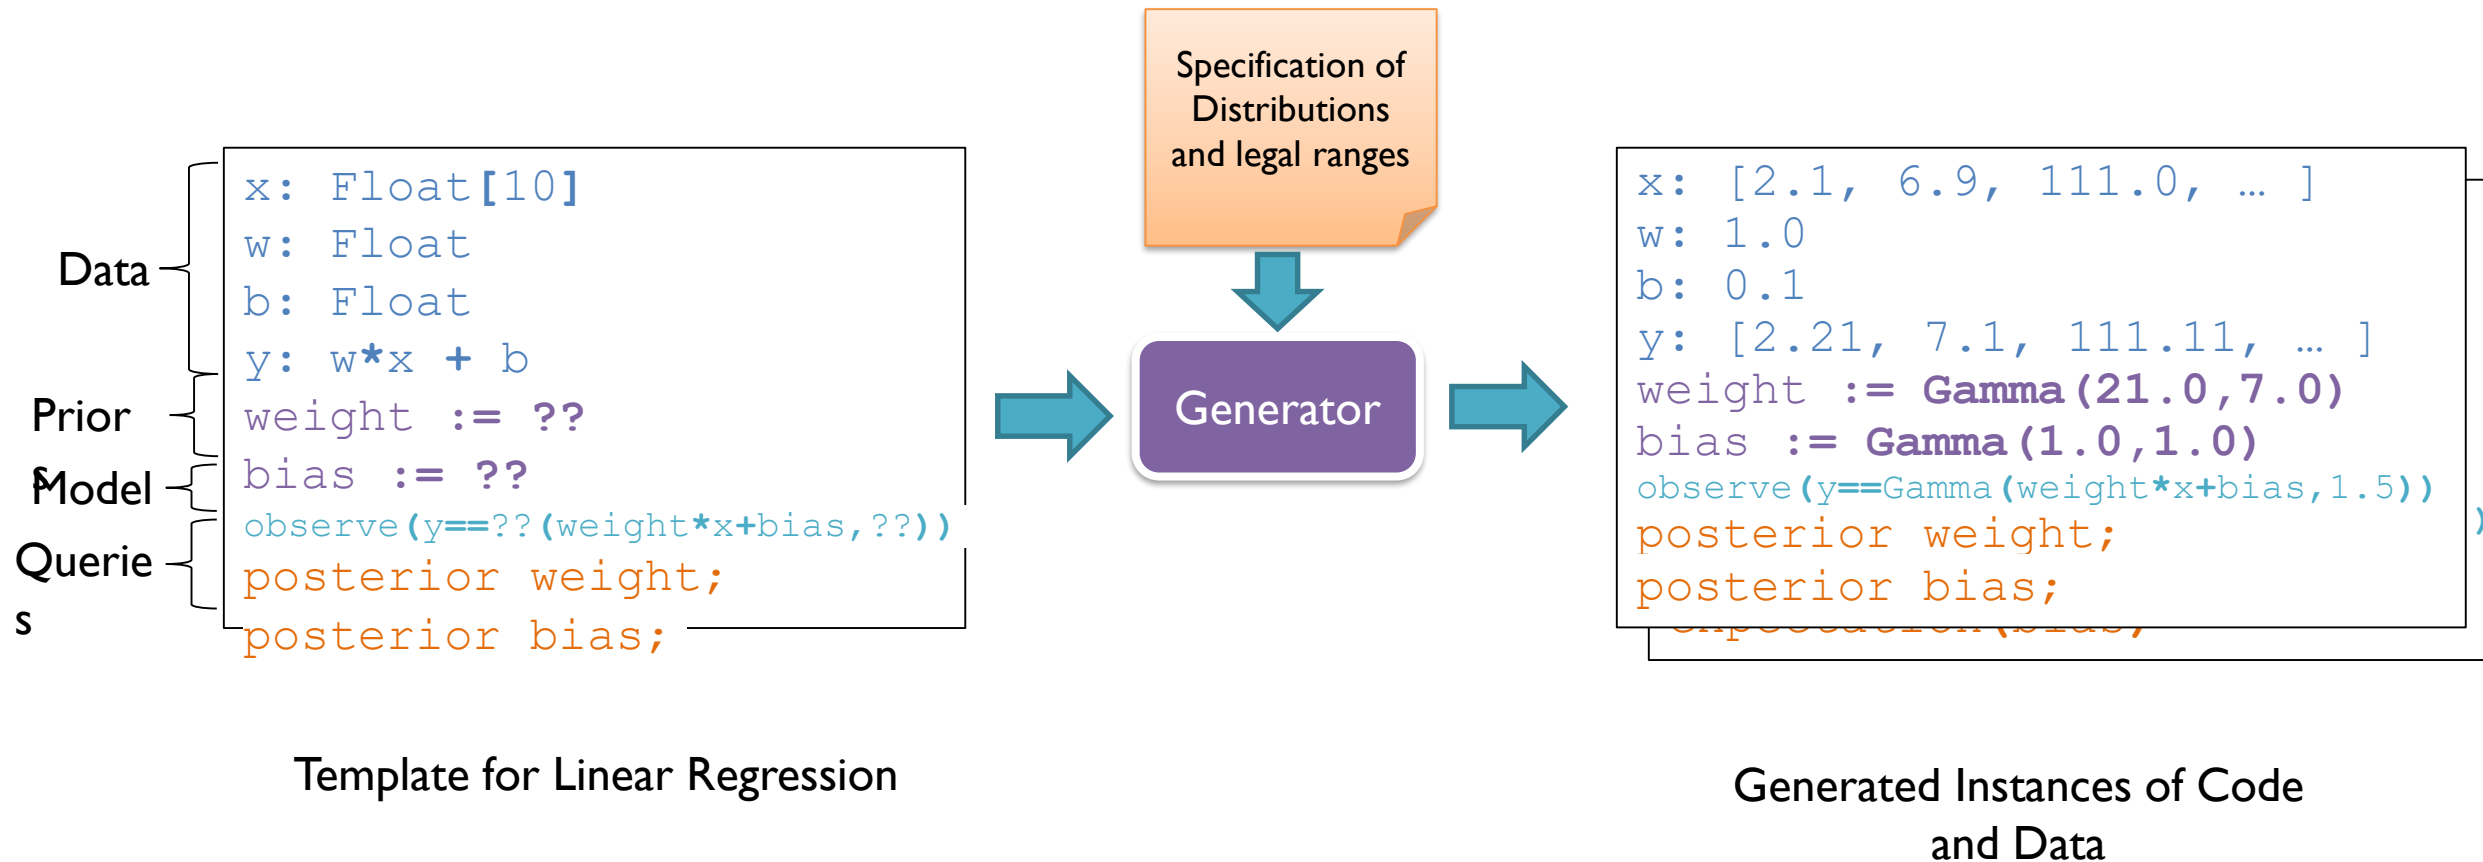 Specification of
Distributions
and legal ranges
Data
Prior
s
Model
Querie
s
x: Float[10]
w: Float
b: Float
y: w*x + b
weight := ??
bias := ??
observe(y==??(weight*x+bias,??))
posterior weight;
posterior bias;
Generator
x: [2.1, 6.9, 111.0, … ]
w: 1.0
b: 0.1
y: [2.21, 7.1, 111.11, … ]
weight := Gamma(21.0,7.0)
bias := Gamma(1.0,1.0)
observe(y==Gamma(weight*x+bias,1.5))
)
posterior weight;
posterior bias;
Template for Linear Regression
Generated Instances of Code
and Data